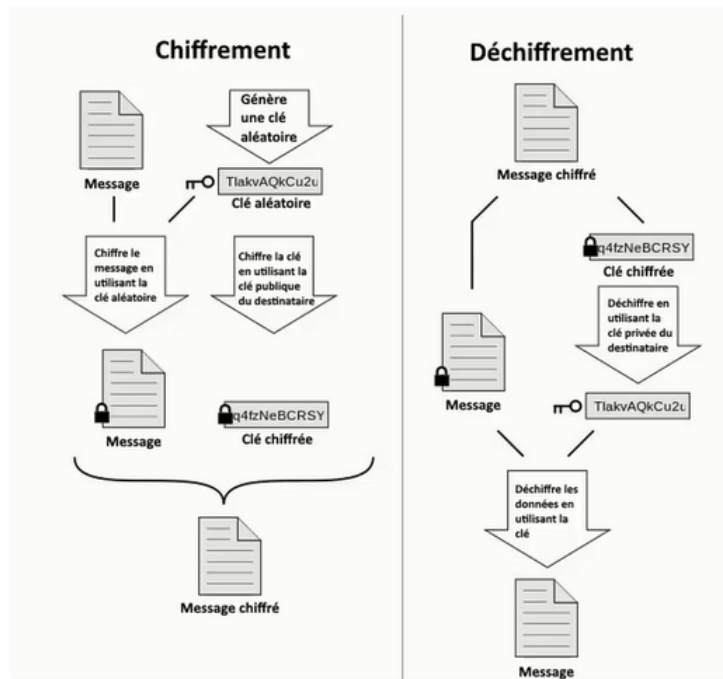 Chiffrement
Génère
une clé
aléatoire
Message
TlakvAQkCu2u
Clé aléatoire
Chiffre le
message en
utilisant la
clé aléatoire
Chiffre la clé
en utilisant la
clé publique
du destinataire
Message
q4fzNeBCRSY
Clé chiffrée
Message chiffré
Déchiffrement
Message chiffré
q4fzNeBCRSY
Clé chiffrée
Déchiffre en
utilisant la
clé privée du
destinataire
Message
TlakvAQkCu2u
Déchiffre les
données en
utilisant la
clé
Message